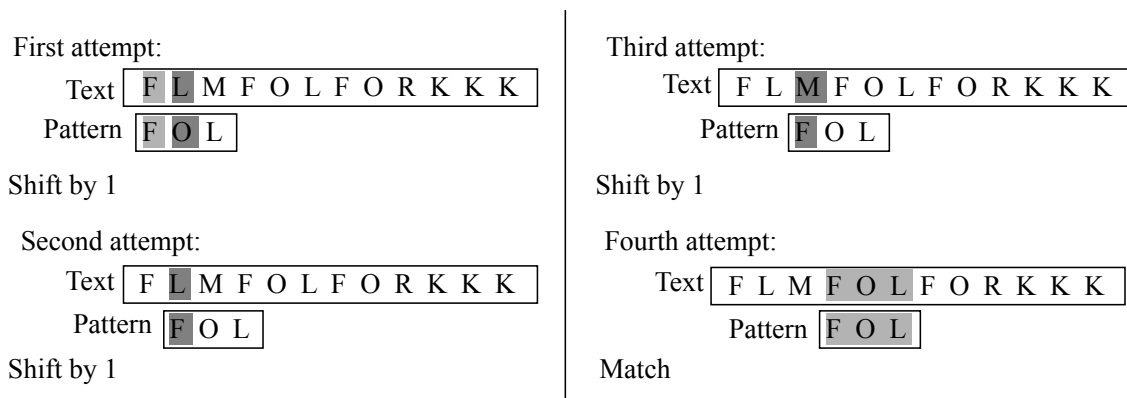 First attempt:
Text F L M F O L F O R K K K
Pattern F O L
Shift by 1
Second attempt:
Text F L M F O L F O R K K K
Pattern F O L
Shift by 1
Third attempt:
Text F L M F O L F O R K K K
Pattern F O L
Shift by 1
Fourth attempt:
Text F L M F O L F O R K K K
Pattern F O L
Match